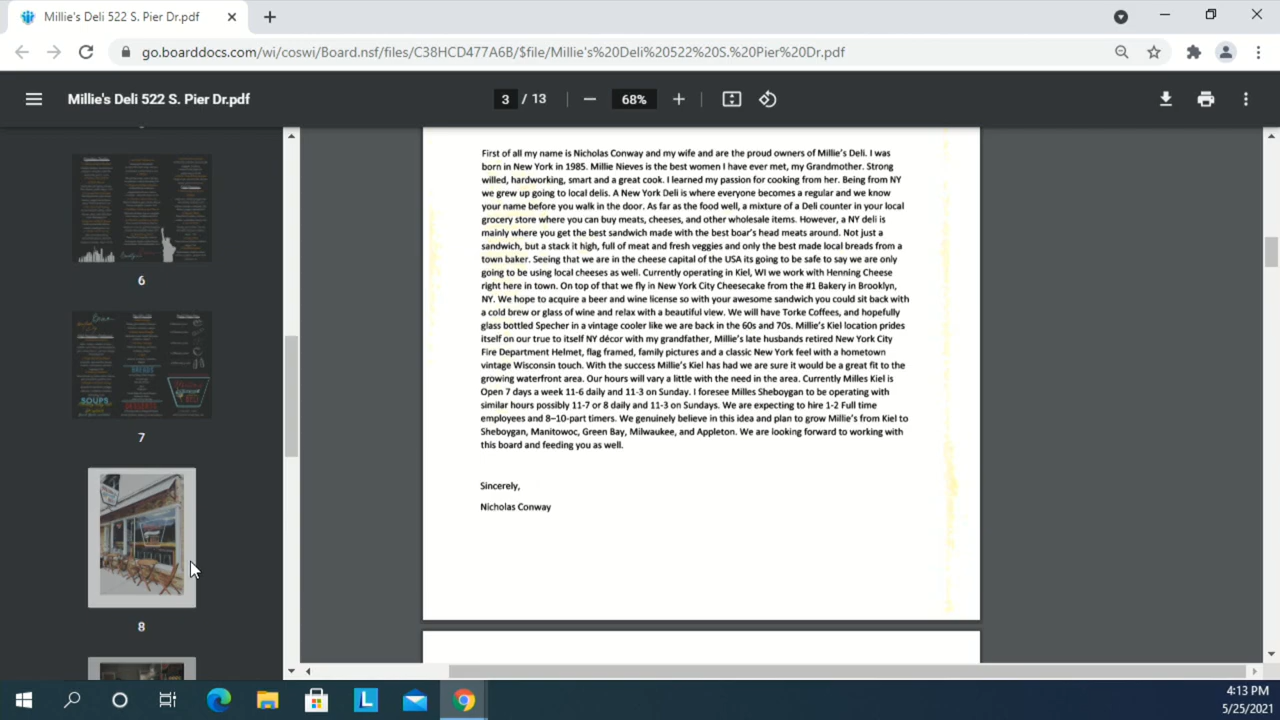 Millie's Deli 522 S. Pier Dr.pdf
go.boarddocs.com/wi/coswi/Board.nsf/files/C38HCD477A6B/$file/Millie's%20Deli%20522%20S.%20Pier%20Dr.pdf
Millie's Deli 522 S. Pier Dr.pdf
3 / 13
68%
First of all my name is Nicholas Conway and my wife and are the proud owners of Millie's Deli. I was
born in New York in 1985. Millie Nieves is the best women I have ever met, my Grandmother. Strong
willed, hardworking, smart and a great cook. I learned my passion for cooking from her. Being from NY
we grew up going to local delis. A New York Deli is where everyone becomes a regular and we know
your name before you walk in the door. As far as the food well, a mixture of a Deli counter in your local
grocery store where you can buy meats, cheeses, and other wholesale items. However, a NY deli is
mainly where you get the best sandwich made with the best boar's head meats around. Not just a
sandwich, but a stack it high, full of meat and fresh veggies and only the best made local breads from a
town baker. Seeing that we are in the cheese capital of the USA its going to be safe to say we are only
going to be using local cheeses as well. Currently operating in Kiel, WI we work with Henning Cheese
right here in town. On top of that we fly in New York City Cheesecake from the #1 Bakery in Brooklyn,
NY. We hope to acquire a beer and wine license so with your awesome sandwich you could sit back with
a cold brew or glass of wine and relax with a beautiful view. We will have Torke Coffees, and hopefully
glass bottled Specher in a vintage cooler like we are back in the 60s and 70s. Millie's Kiel location prides
itself on our true to itself NY décor with my grandfather, Millie's late husbands retired New York City
Fire Department Helmet, flag framed, family pictures and a classic New York feel with a hometown
vintage Wisconsin touch. With the success Millie's Kiel has had we are sure it would be a great fit to the
growing waterfront area. Our hours will vary a little with the need in the area. Currently Milles Kiel is
Open 7 days a week 11-6 daily and 11-3 on Sunday. I foresee Milles Sheboygan to be operating with
similar hours possibly 11-7 or 8 daily and 11-3 on Sundays. We are expecting to hire 1-2 Full time
employees and 8–10-part timers. We genuinely believe in this idea and plan to grow Millie's from Kiel to
Sheboygan, Manitowoc, Green Bay, Milwaukee, and Appleton. We are looking forward to working with
this board and feeding you as well.
Sincerely,
Nicholas Conway
6
SOUPS
7
8
4:13 PM
5/25/2021